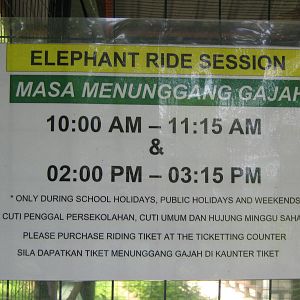 ELEPHANT RIDE SESSION
MASA MENUNGGANG GAJAH
10:00 AM – 11:15 AM
&
02:00 PM – 03:15 PM
* ONLY DURING SCHOOL HOLIDAYS, PUBLIC HOLIDAYS AND WEEKENDS
CUTI PENGGAL PERSEKOLAHAN, CUTI UMUM DAN HUJUNG MINGGU SAHA
PLEASE PURCHASE RIDING TIKET AT THE TICKETTING COUNTER
SILA DAPATKAN TIKET MENUNGGANG GAJAH DI KAUNTER TIKET